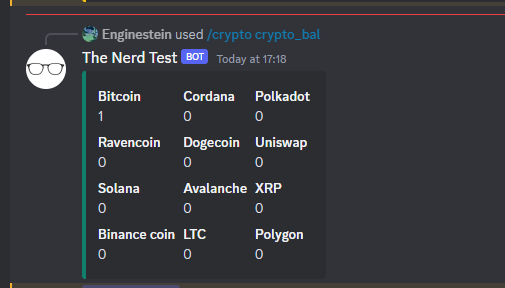 Enginestein used /crypto crypto_bal
The Nerd Test BOT Today at 17:18
Bitcoin Cordana Polkadot
1 0 0
Ravencoin Dogecoin Uniswap
0 0 0
Solana Avalanche XRP
0 0 0
Binance coin LTC Polygon
0 0 0